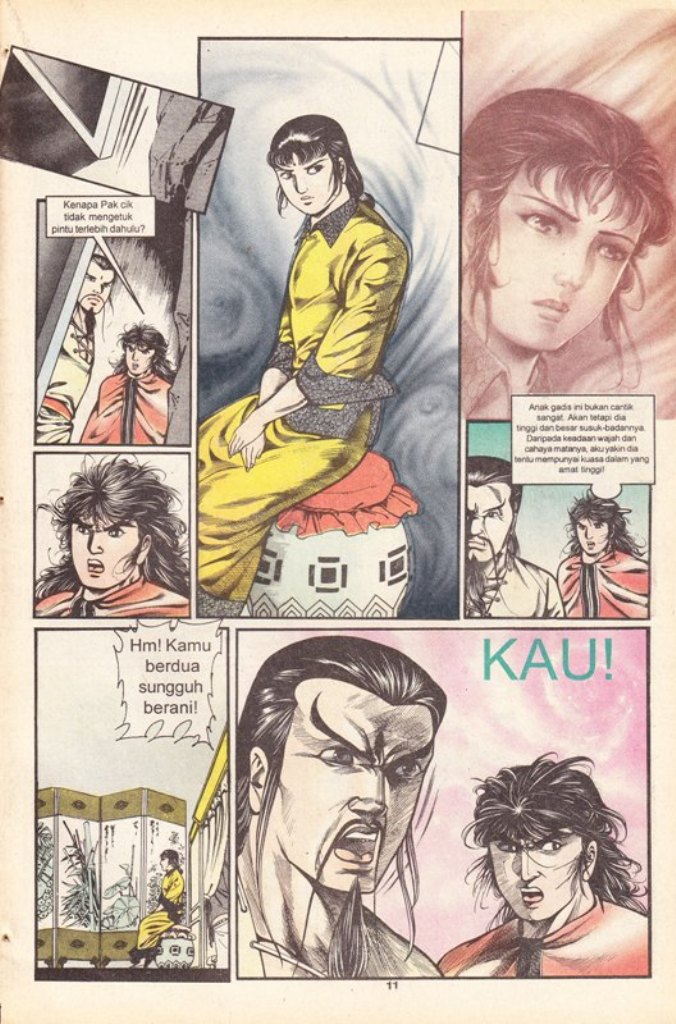 Kenapa Pak cik
tidak mengetuk
pintu terlebih dahulu?
Anak gadis ini bukan cantik
sangat. Akan tetapi dia
tinggi dan besar susuk-badannya.
Daripada keadaan wajah dan
cahaya matanya, aku yakin dia
tentu mempunyai kuasa dalam yang
amat tinggi!
Hm! Kamu
berdua
sungguh
berani!
KAU!
11